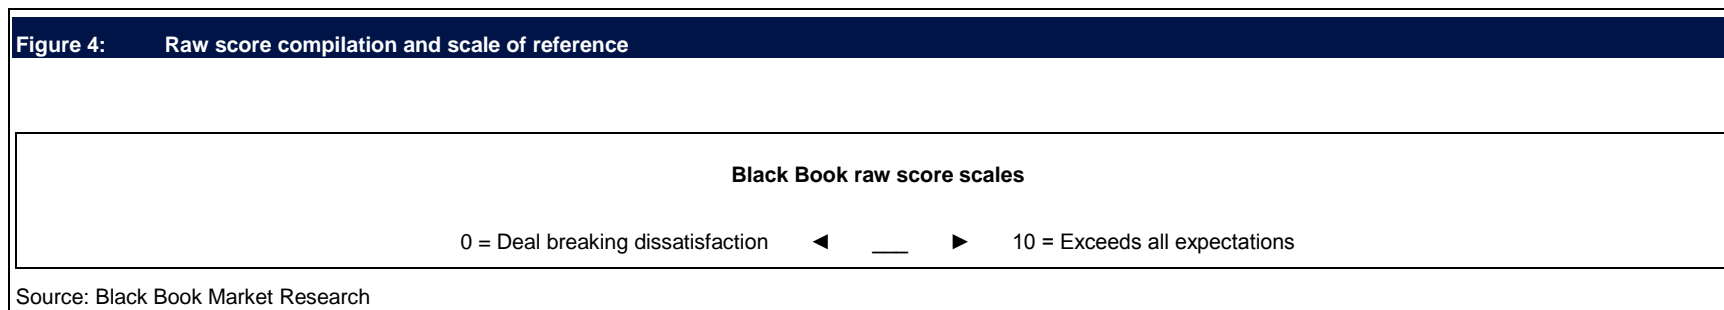 Figure 4: Raw score compilation and scale of reference
Black Book raw score scales
0 = Deal breaking dissatisfaction ◄ ___ ► 10 = Exceeds all expectations
Source: Black Book Market Research